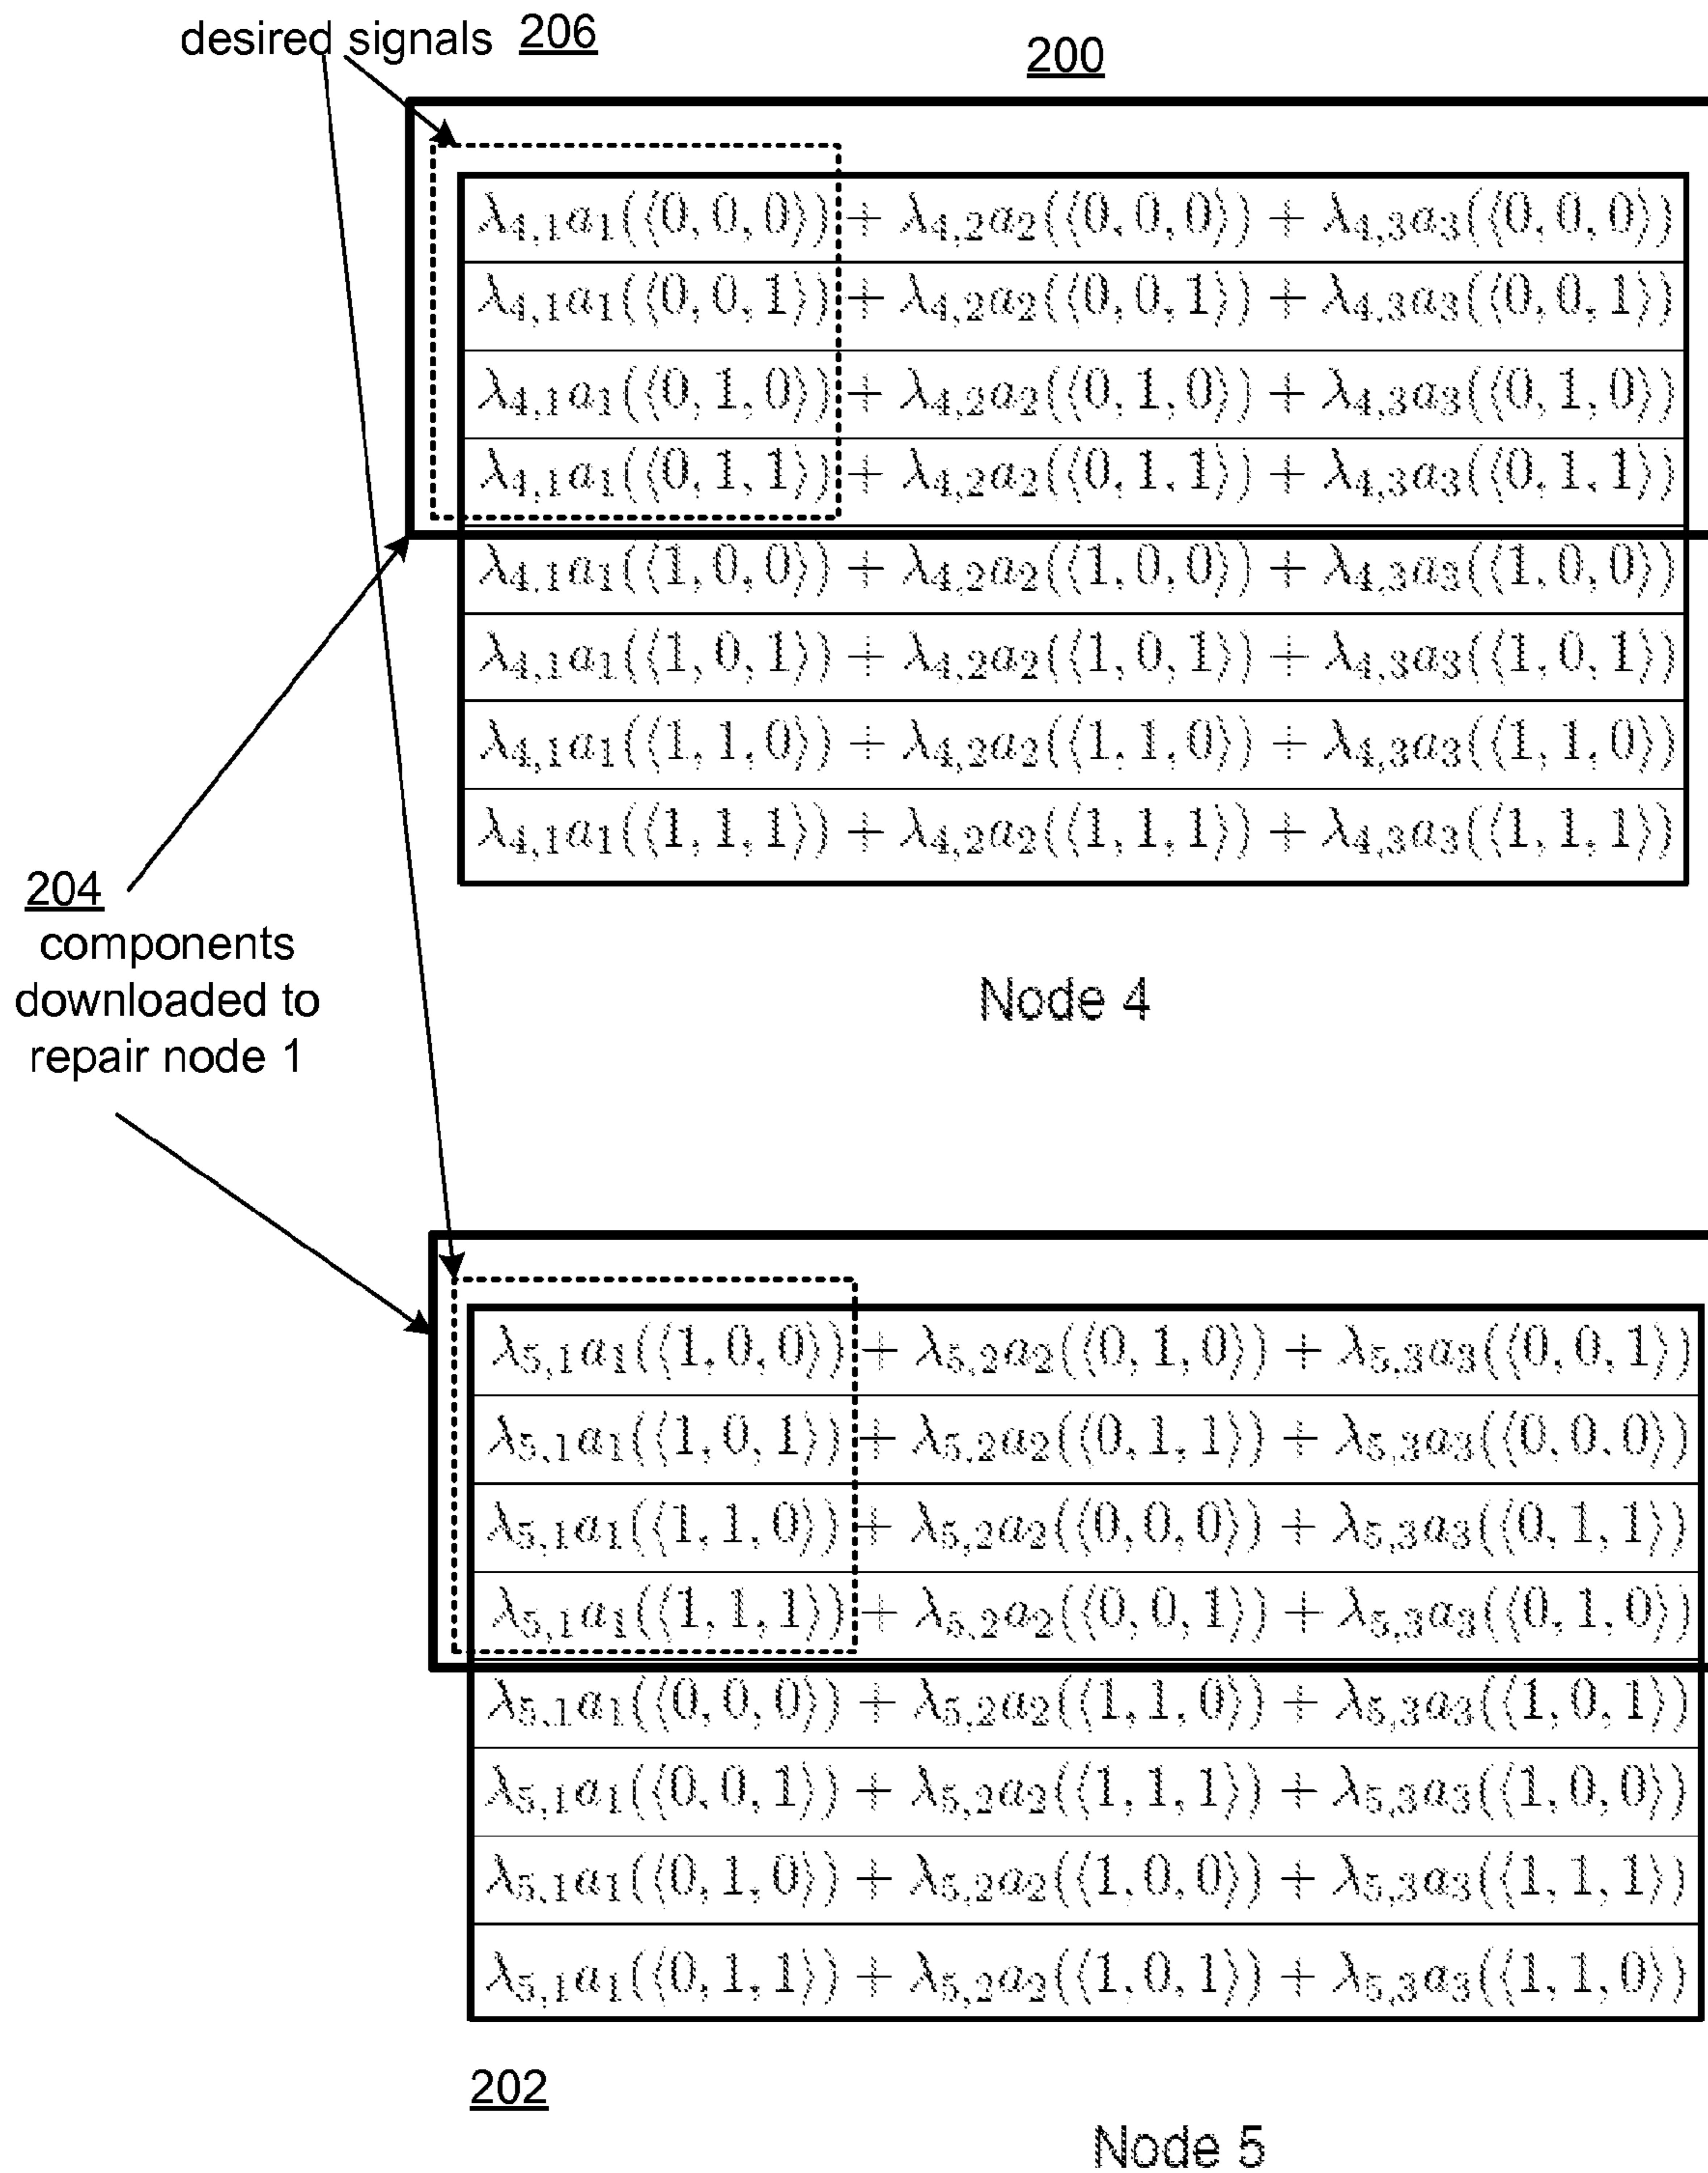 desired signals 206
200
λ4,1a1(⟨0, 0, 0⟩) + λ4,2a2(⟨0, 0, 0⟩) + λ4,3a3(⟨0, 0, 0⟩)
λ4,1a1(⟨0, 0, 1⟩) + λ4,2a2(⟨0, 0, 1⟩) + λ4,3a3(⟨0, 0, 1⟩)
λ4,1a1(⟨0, 1, 0⟩) + λ4,2a2(⟨0, 1, 0⟩) + λ4,3a3(⟨0, 1, 0⟩)
λ4,1a1(⟨0, 1, 1⟩) + λ4,2a2(⟨0, 1, 1⟩) + λ4,3a3(⟨0, 1, 1⟩)
λ4,1a1(⟨1, 0, 0⟩) + λ4,2a2(⟨1, 0, 0⟩) + λ4,3a3(⟨1, 0, 0⟩)
λ4,1a1(⟨1, 0, 1⟩) + λ4,2a2(⟨1, 0, 1⟩) + λ4,3a3(⟨1, 0, 1⟩)
λ4,1a1(⟨1, 1, 0⟩) + λ4,2a2(⟨1, 1, 0⟩) + λ4,3a3(⟨1, 1, 0⟩)
λ4,1a1(⟨1, 1, 1⟩) + λ4,2a2(⟨1, 1, 1⟩) + λ4,3a3(⟨1, 1, 1⟩)
204
components
downloaded to
repair node 1
Node 4
λ5,1a1(⟨1, 0, 0⟩) + λ5,2a2(⟨0, 1, 0⟩) + λ5,3a3(⟨0, 0, 1⟩)
λ5,1a1(⟨1, 0, 1⟩) + λ5,2a2(⟨0, 1, 1⟩) + λ5,3a3(⟨0, 0, 0⟩)
λ5,1a1(⟨1, 1, 0⟩) + λ5,2a2(⟨0, 0, 0⟩) + λ5,3a3(⟨0, 1, 1⟩)
λ5,1a1(⟨1, 1, 1⟩) + λ5,2a2(⟨0, 0, 1⟩) + λ5,3a3(⟨0, 1, 0⟩)
λ5,1a1(⟨0, 0, 0⟩) + λ5,2a2(⟨1, 1, 0⟩) + λ5,3a3(⟨1, 0, 1⟩)
λ5,1a1(⟨0, 0, 1⟩) + λ5,2a2(⟨1, 1, 1⟩) + λ5,3a3(⟨1, 0, 0⟩)
λ5,1a1(⟨0, 1, 0⟩) + λ5,2a2(⟨1, 0, 0⟩) + λ5,3a3(⟨1, 1, 1⟩)
λ5,1a1(⟨0, 1, 1⟩) + λ5,2a2(⟨1, 0, 1⟩) + λ5,3a3(⟨1, 1, 0⟩)
202
Node 5